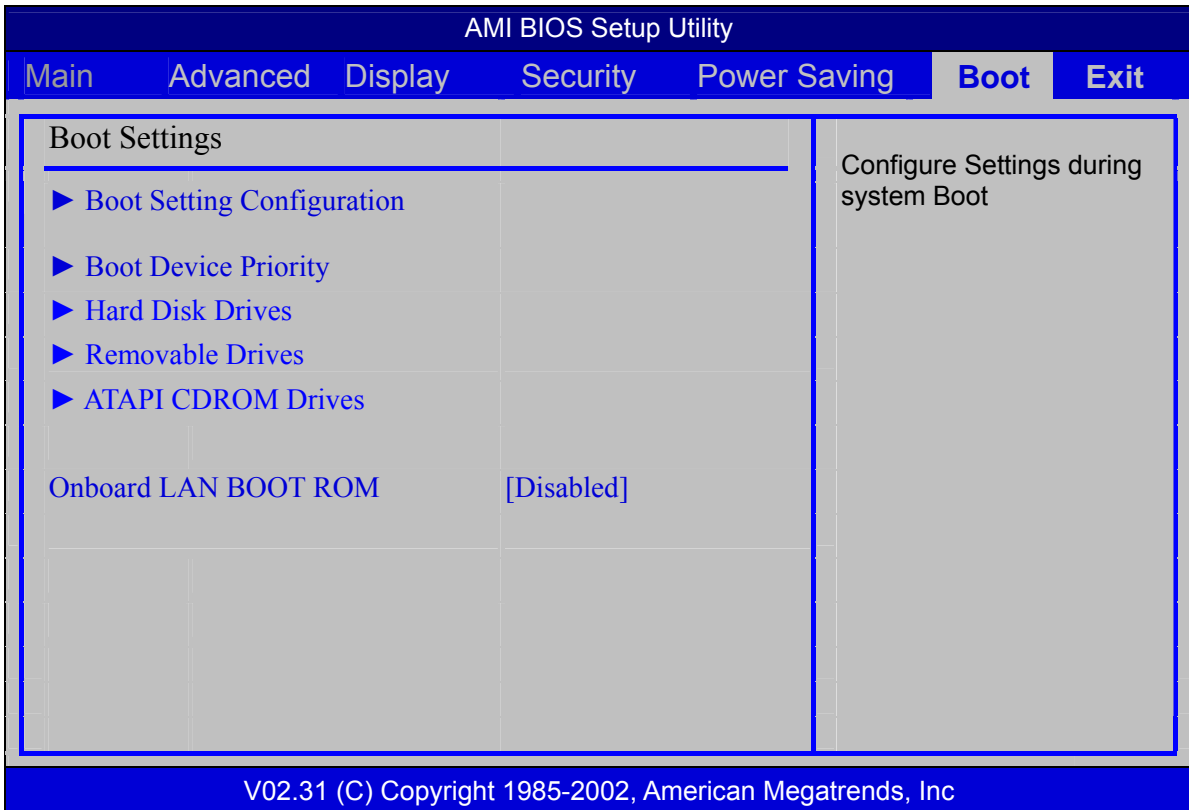 AMI BIOS Setup Utility
Main Advanced Display Security Power Saving Boot Exit
Boot Settings
► Boot Setting Configuration
► Boot Device Priority
► Hard Disk Drives
► Removable Drives
► ATAPI CDROM Drives
Onboard LAN BOOT ROM [Disabled]
Configure Settings during
system Boot
V02.31 (C) Copyright 1985-2002, American Megatrends, Inc